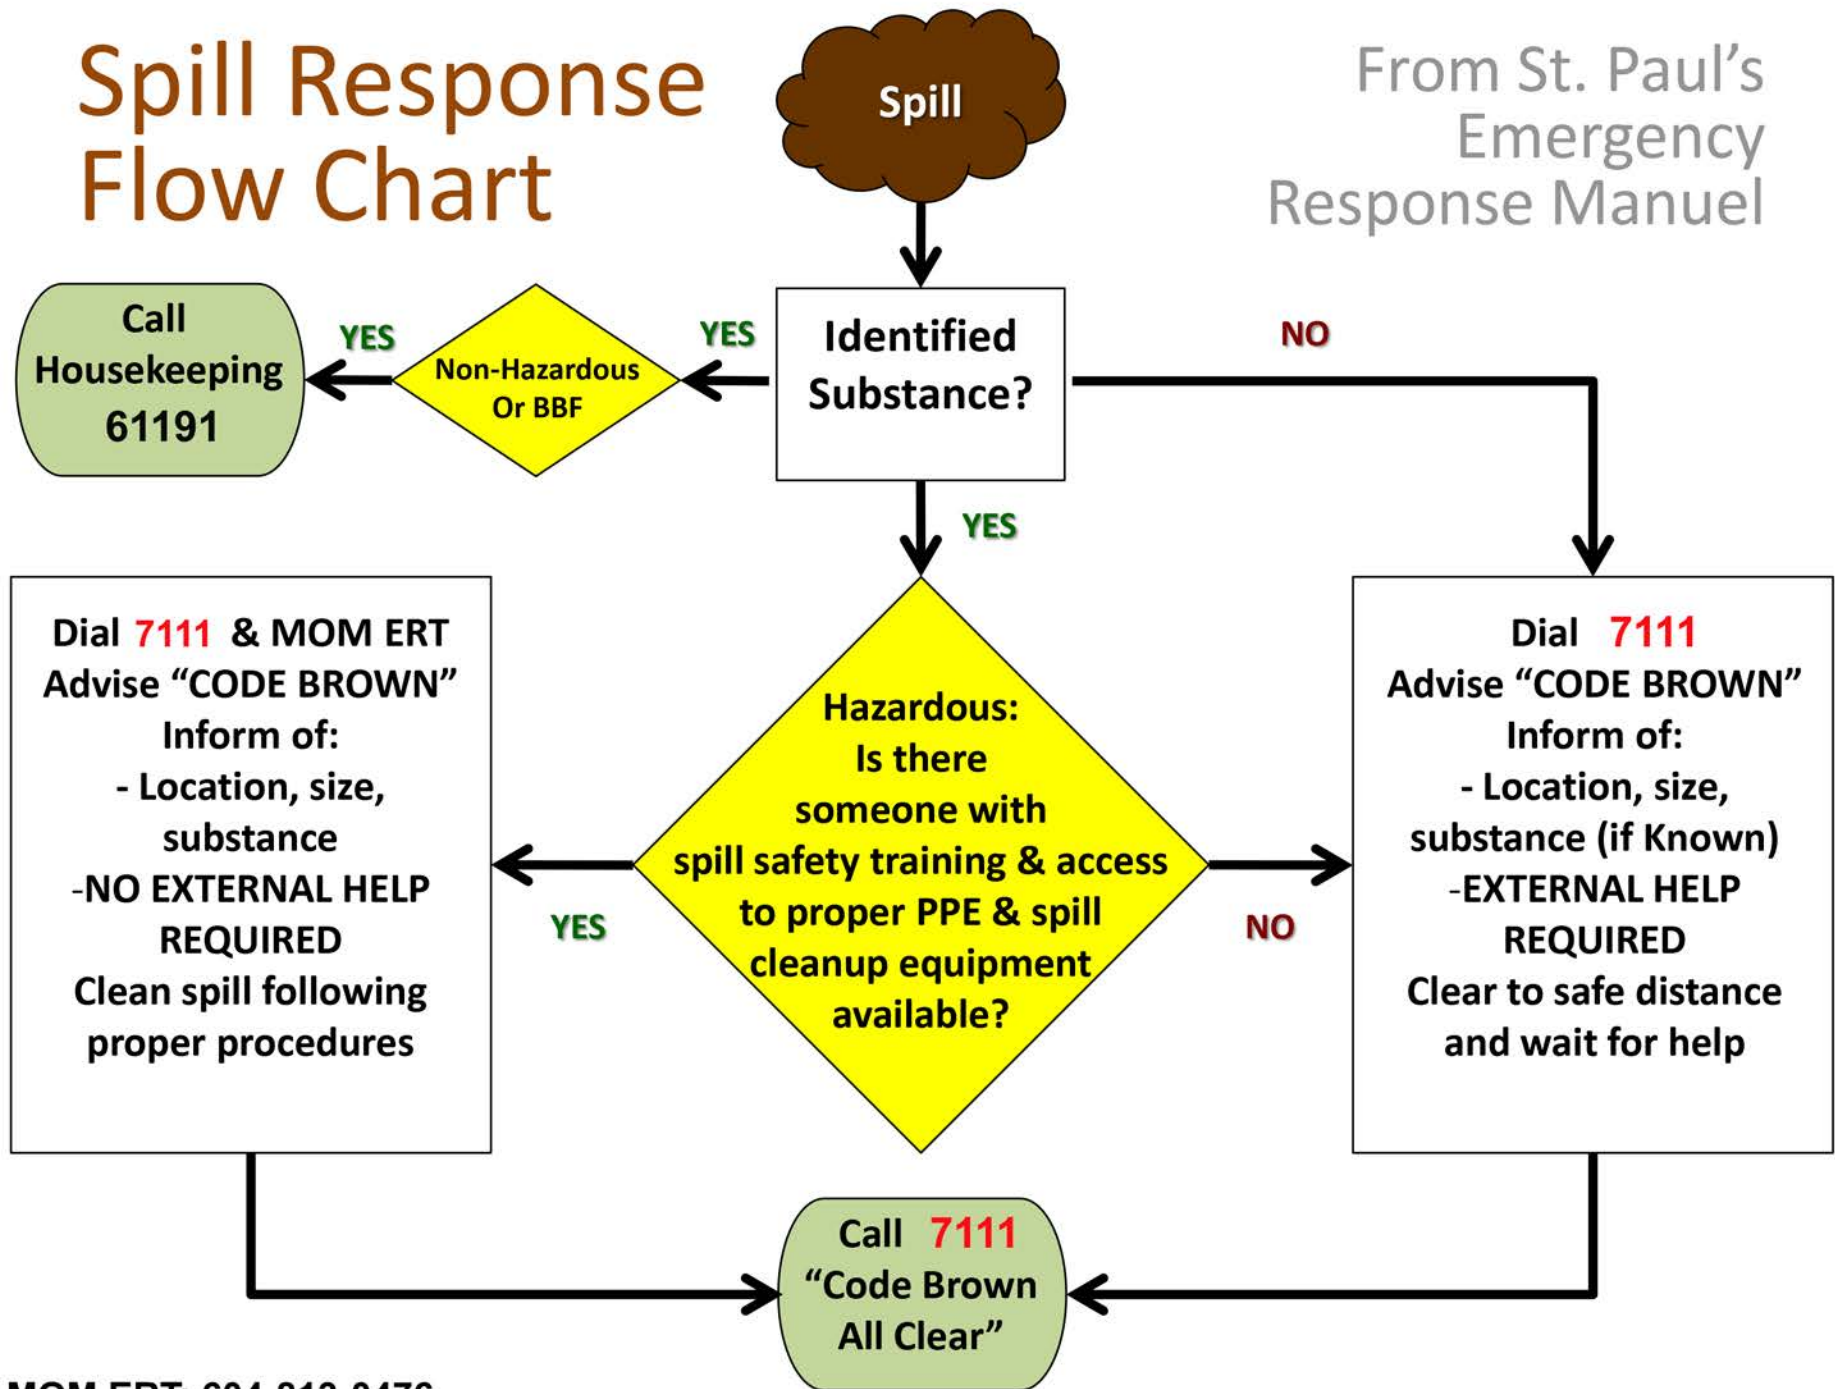 Spill Response
Flow Chart
Spill
From St. Paul’s
Emergency
Response Manuel
Call
Housekeeping
61191
YES
Non-Hazardous
Or BBF
YES
Identified
Substance?
NO
YES
Dial 7111 & MOM ERT
Advise “CODE BROWN”
Inform of:
- Location, size,
substance
-NO EXTERNAL HELP
REQUIRED
Clean spill following
proper procedures
YES
Hazardous:
Is there
someone with
spill safety training & access
to proper PPE & spill
cleanup equipment
available?
NO
Dial 7111
Advise “CODE BROWN”
Inform of:
- Location, size,
substance (if Known)
-EXTERNAL HELP
REQUIRED
Clear to safe distance
and wait for help
Call 7111
“Code Brown
All Clear”
MOM ERT: 604-818-